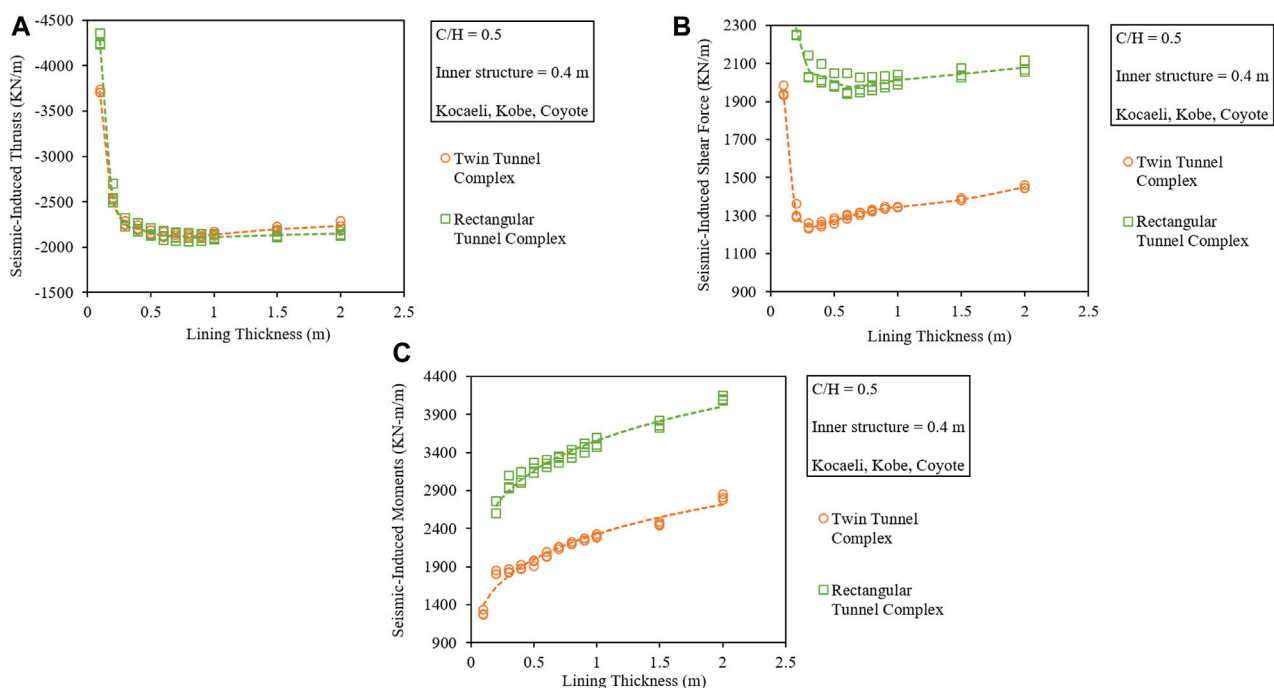 A
Seismic-Induced Thrusts (KN/m)
-4500
-4000
-3500
-3000
-2500
-2000
-1500
0
0.5
1
1.5
2
2.5
Lining Thickness (m)
C/H = 0.5
Inner structure = 0.4 m
Kocaeli, Kobe, Coyote
Twin Tunnel
Complex
Rectangular
Tunnel Complex
B
Seismic-Induced Shear Force (KN/m)
2300
2100
1900
1700
1500
1300
1100
900
0
0.5
1
1.5
2
2.5
Lining Thickness (m)
C/H = 0.5
Inner structure = 0.4 m
Kocaeli, Kobe, Coyote
Twin Tunnel
Complex
Rectangular
Tunnel Complex
C
Seismic-Induced Moments (KN-m/m)
4400
3900
3400
2900
2400
1900
1400
900
0
0.5
1
1.5
2
2.5
Lining Thickness (m)
C/H = 0.5
Inner structure = 0.4 m
Kocaeli, Kobe, Coyote
Twin Tunnel
Complex
Rectangular
Tunnel Complex